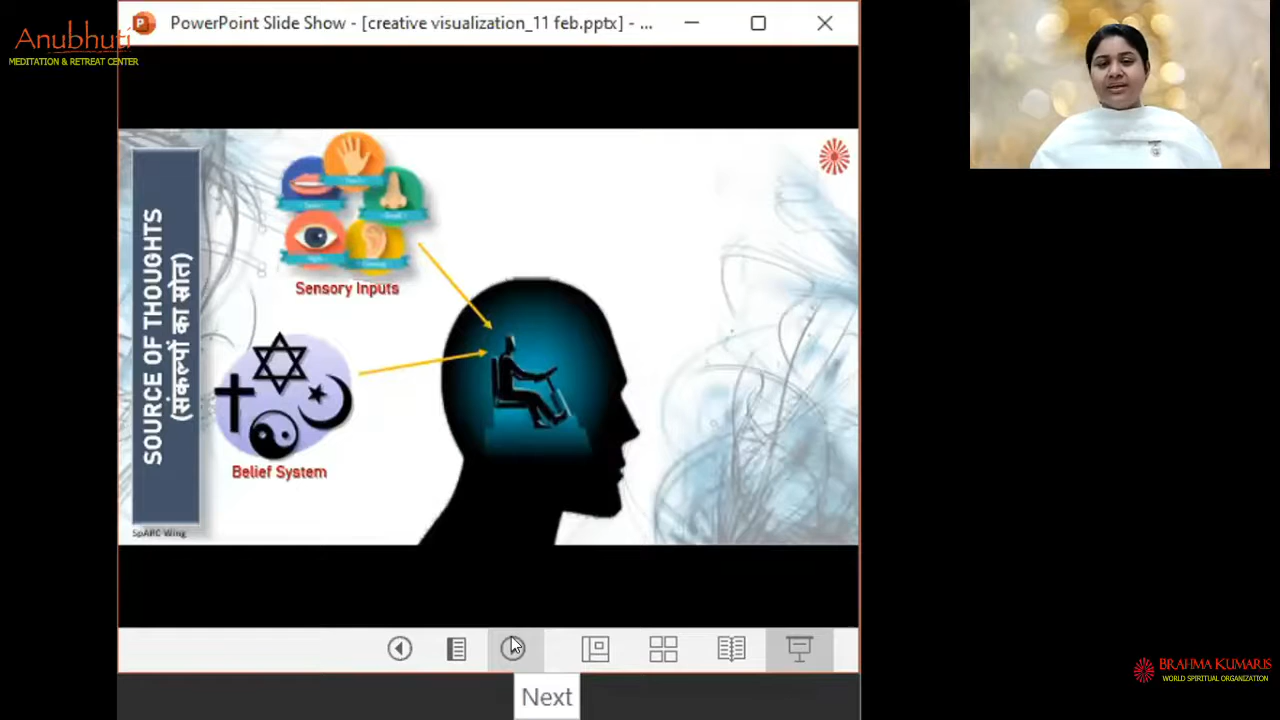 PowerPoint Slide Show - [creative visualization_11 feb.pptx] - ...
Anubhuti
MEDITATION & RETREAT CENTER
SOURCE OF THOUGHTS
(संकल्पों का स्रोत)
Sensory Inputs
Belief System
SpARC Wing
Next
BRAHMA KUMARIS
WORLD SPIRITUAL ORGANIZATION